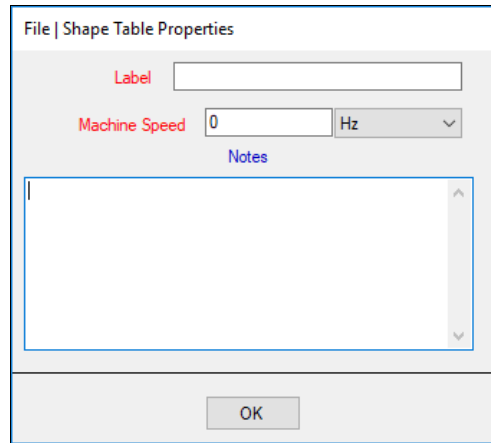 File | Shape Table Properties
Label
Machine Speed 0 Hz
Notes
OK